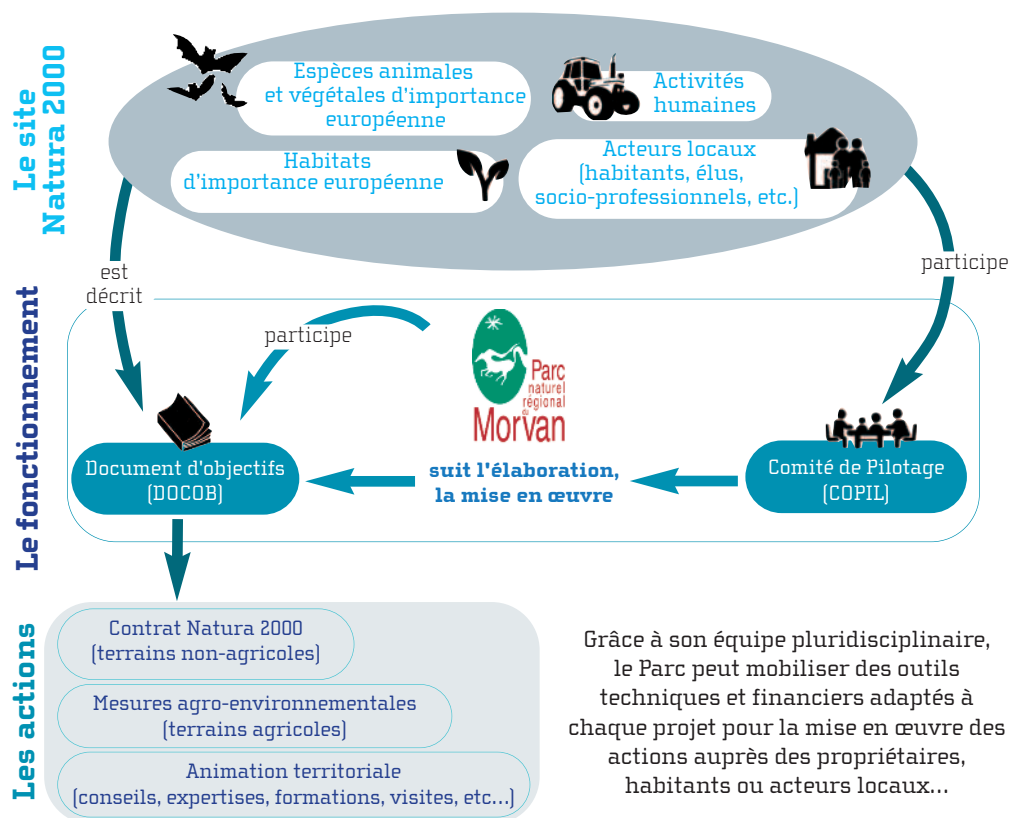 Le site
Natura 2000
Espèces animales
et végétales d'importance
européenne
Activités
humaines
Habitats
d'importance européenne
Acteurs locaux
(habitants, élus,
socio-professionnels, etc.)
est
décrit
participe
Le fonctionnement
participe
Parc
naturel
régional
du
Morvan
Document d'objectifs
(DOCOB)
suit l'élaboration,
la mise en œuvre
Comité de Pilotage
(COPIL)
Les actions
Contrat Natura 2000
(terrains non-agricoles)
Mesures agro-environnementales
(terrains agricoles)
Animation territoriale
(conseils, expertises, formations, visites, etc...)
Grâce à son équipe pluridisciplinaire,
le Parc peut mobiliser des outils
techniques et financiers adaptés à
chaque projet pour la mise en œuvre des
actions auprès des propriétaires,
habitants ou acteurs locaux...